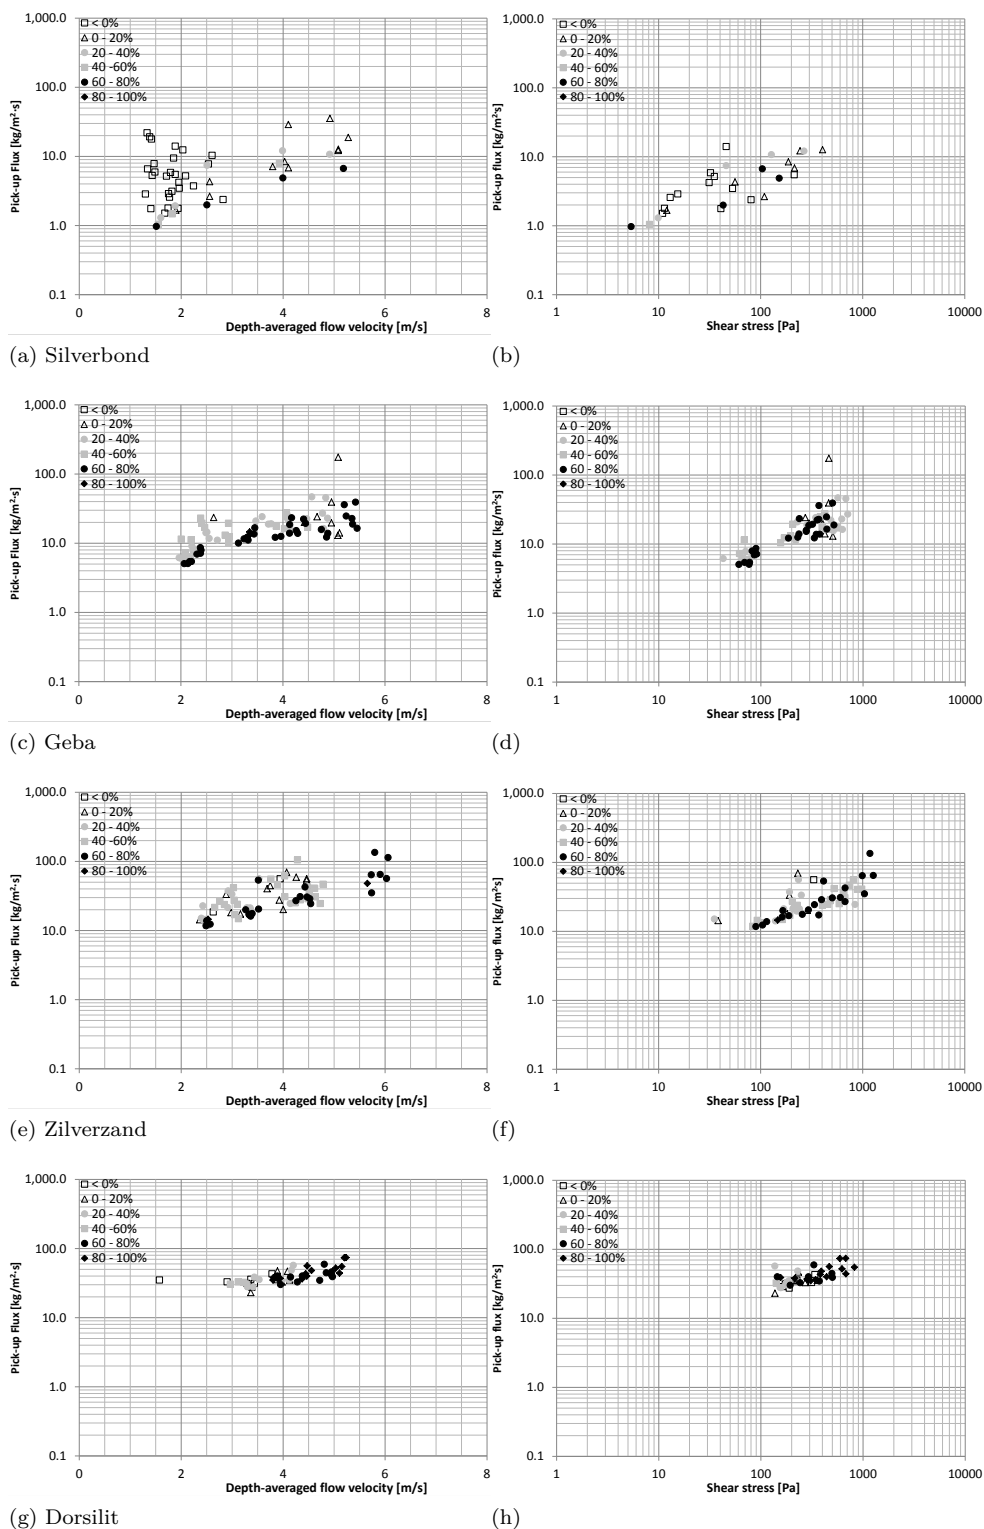 1,000.0
100.0
10.0
1.0
0.1
Pick-up Flux [kg/m²·s]
< 0%
0 - 20%
20 - 40%
40 -60%
60 - 80%
80 - 100%
0 2 4 6 8
Depth-averaged flow velocity [m/s]
(a) Silverbond
1,000.0
100.0
10.0
1.0
0.1
Pick-up flux [kg/m²·s]
< 0%
0 - 20%
20 - 40%
40 - 60%
60 - 80%
80 - 100%
1 10 100 1000 10000
Shear stress [Pa]
(b)
1,000.0
100.0
10.0
1.0
0.1
Pick-up Flux [kg/m²·s]
< 0%
0 - 20%
20 - 40%
40 -60%
60 - 80%
80 - 100%
0 2 4 6 8
Depth-averaged flow velocity [m/s]
(c) Geba
1,000.0
100.0
10.0
1.0
0.1
Pick-up flux [kg/m²·s]
< 0%
0 - 20%
20 - 40%
40 - 60%
60 - 80%
80 - 100%
1 10 100 1000 10000
Shear stress [Pa]
(d)
1,000.0
100.0
10.0
1.0
0.1
Pick-up Flux [kg/m²·s]
< 0%
0 - 20%
20 - 40%
40 -60%
60 - 80%
80 - 100%
0 2 4 6 8
Depth-averaged flow velocity [m/s]
(e) Zilverzand
1,000.0
100.0
10.0
1.0
0.1
Pick-up flux [kg/m²·s]
< 0%
0 - 20%
20 - 40%
40 - 60%
60 - 80%
80 - 100%
1 10 100 1000 10000
Shear stress [Pa]
(f)
1,000.0
100.0
10.0
1.0
0.1
Pick-up Flux [kg/m²·s]
< 0%
0 - 20%
20 - 40%
40 -60%
60 - 80%
80 - 100%
0 2 4 6 8
Depth-averaged flow velocity [m/s]
(g) Dorsilit
1,000.0
100.0
10.0
1.0
0.1
Pick-up flux [kg/m²·s]
< 0%
0 - 20%
20 - 40%
40 - 60%
60 - 80%
80 - 100%
1 10 100 1000 10000
Shear stress [Pa]
(h)